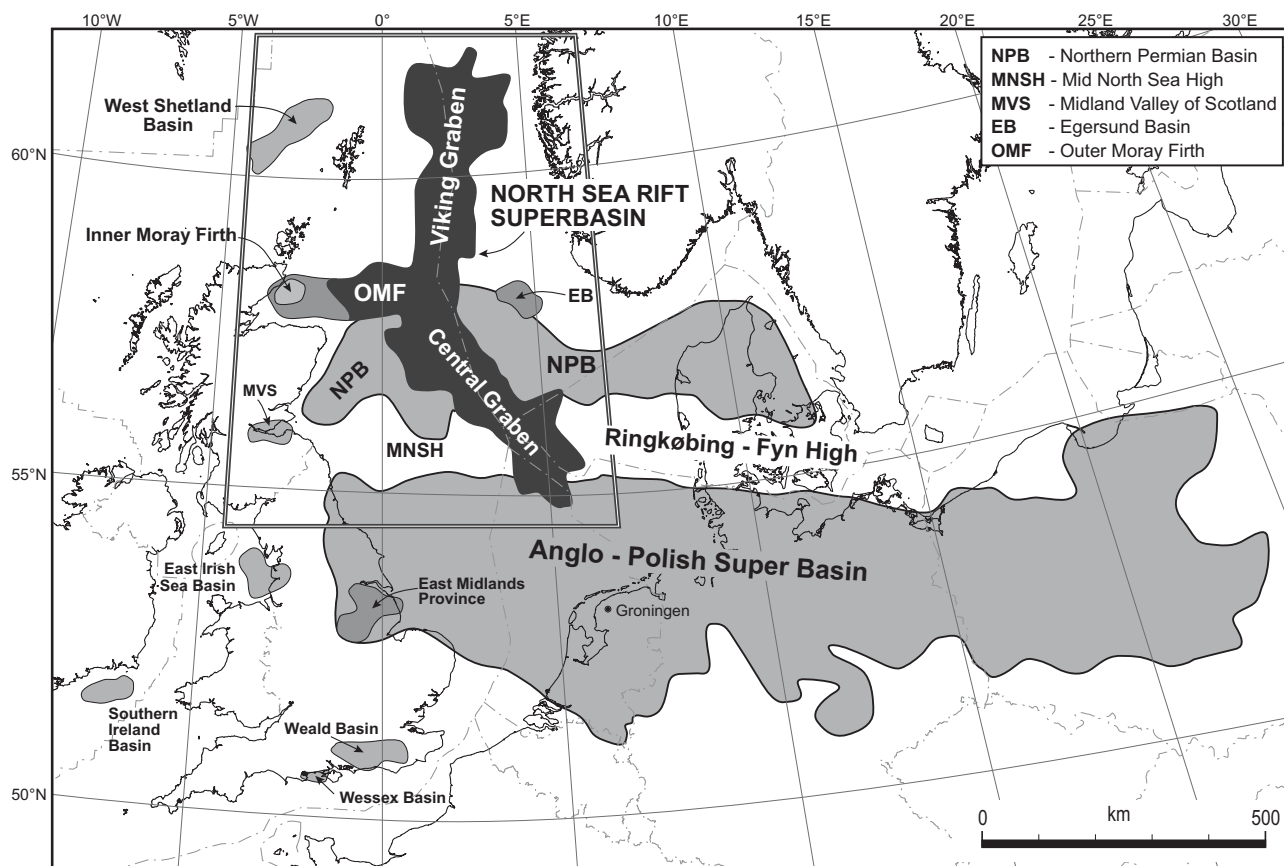 10°W
5°W
0°
5°E
10°E
15°E
20°E
25°E
30°E
NPB - Northern Permian Basin
MNSH - Mid North Sea High
MVS - Midland Valley of Scotland
EB - Egersund Basin
OMF - Outer Moray Firth
West Shetland
Basin
60°N
Viking Graben
NORTH SEA RIFT
SUPERBASIN
Inner Moray Firth
OMF
EB
NPB
NPB
Central Graben
MVS
MNSH
Ringkøbing - Fyn High
55°N
Anglo - Polish Super Basin
East Irish
Sea Basin
East Midlands
Province
Groningen
Southern
Ireland
Basin
Weald Basin
Wessex Basin
50°N
0
km
500